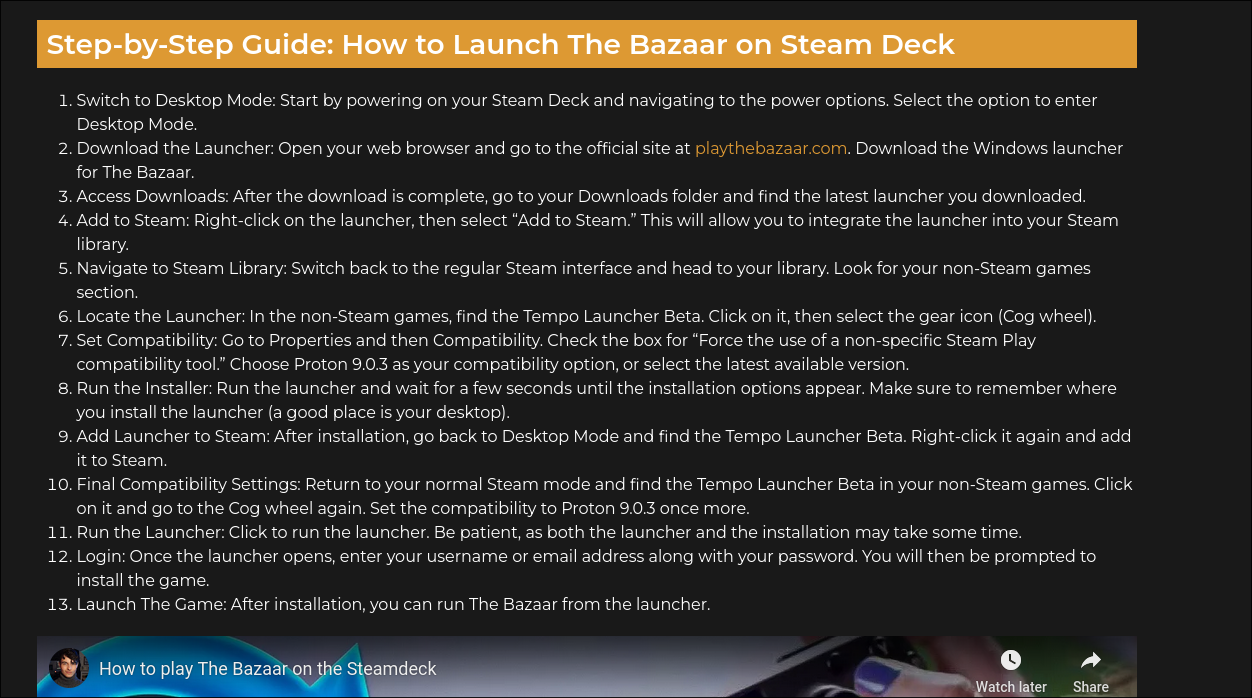 Step-by-Step Guide: How to Launch The Bazaar on Steam Deck
1. Switch to Desktop Mode: Start by powering on your Steam Deck and navigating to the power options. Select the option to enter
Desktop Mode.
2. Download the Launcher: Open your web browser and go to the official site at playthebazaar.com. Download the Windows launcher
for The Bazaar.
3. Access Downloads: After the download is complete, go to your Downloads folder and find the latest launcher you downloaded.
4. Add to Steam: Right-click on the launcher, then select “Add to Steam.” This will allow you to integrate the launcher into your Steam
library.
5. Navigate to Steam Library: Switch back to the regular Steam interface and head to your library. Look for your non-Steam games
section.
6. Locate the Launcher: In the non-Steam games, find the Tempo Launcher Beta. Click on it, then select the gear icon (Cog wheel).
7. Set Compatibility: Go to Properties and then Compatibility. Check the box for “Force the use of a non-specific Steam Play
compatibility tool.” Choose Proton 9.0.3 as your compatibility option, or select the latest available version.
8. Run the Installer: Run the launcher and wait for a few seconds until the installation options appear. Make sure to remember where
you install the launcher (a good place is your desktop).
9. Add Launcher to Steam: After installation, go back to Desktop Mode and find the Tempo Launcher Beta. Right-click it again and add
it to Steam.
10. Final Compatibility Settings: Return to your normal Steam mode and find the Tempo Launcher Beta in your non-Steam games. Click
on it and go to the Cog wheel again. Set the compatibility to Proton 9.0.3 once more.
11. Run the Launcher: Click to run the launcher. Be patient, as both the launcher and the installation may take some time.
12. Login: Once the launcher opens, enter your username or email address along with your password. You will then be prompted to
install the game.
13. Launch The Game: After installation, you can run The Bazaar from the launcher.
How to play The Bazaar on the Steamdeck
Watch later
Share